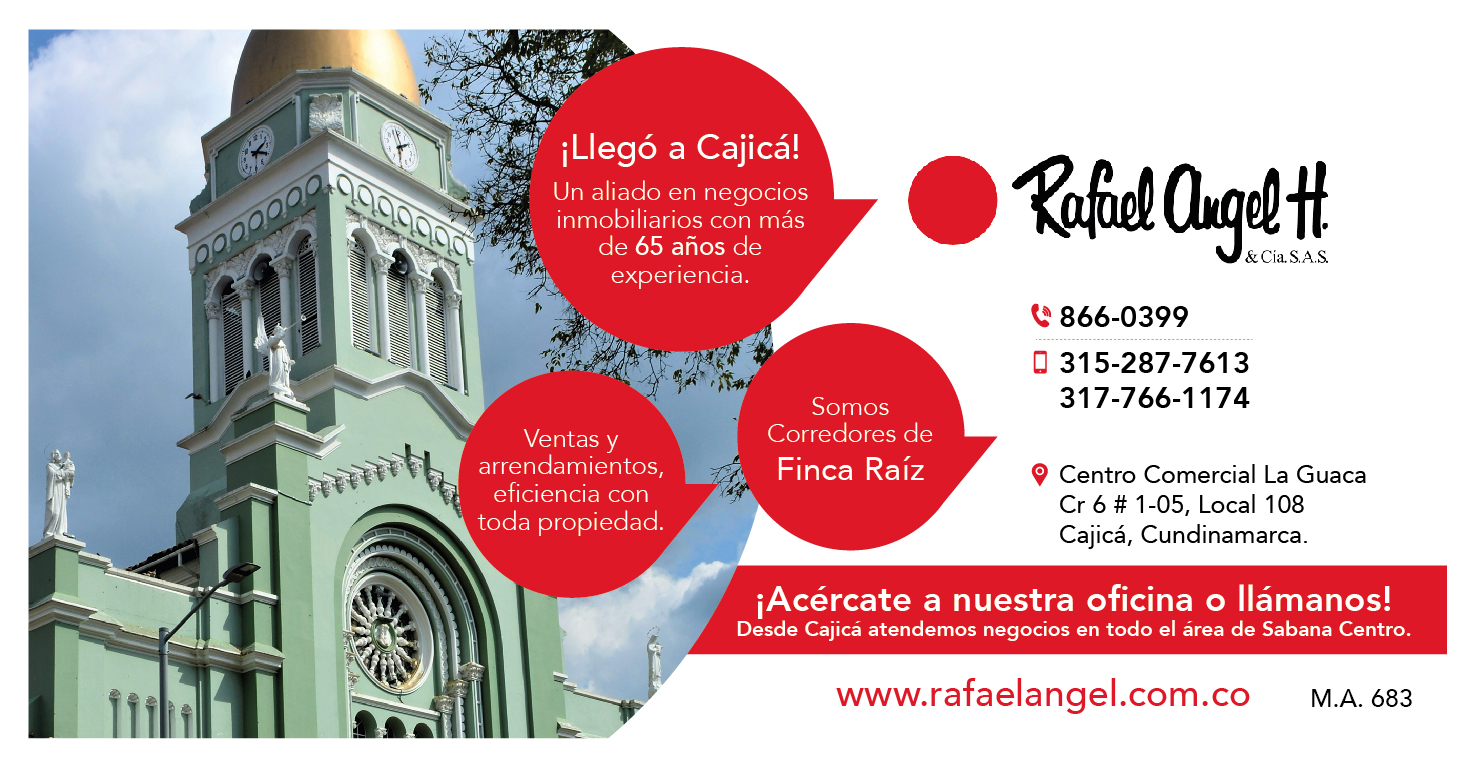 ¡Llegó a Cajicá!
Un aliado en negocios
inmobiliarios con más
de 65 años de
experiencia.
Rafael Angel H.
& Cía. S.A.S.
866-0399
315-287-7613
317-766-1174
Somos
Corredores de
Finca Raíz
Ventas y
arrendamientos,
eficiencia con
toda propiedad.
Centro Comercial La Guaca
Cr 6 # 1-05, Local 108
Cajicá, Cundinamarca.
¡Acércate a nuestra oficina o llámanos!
Desde Cajicá atendemos negocios en todo el área de Sabana Centro.
www.rafaelangel.com.co
M.A. 683